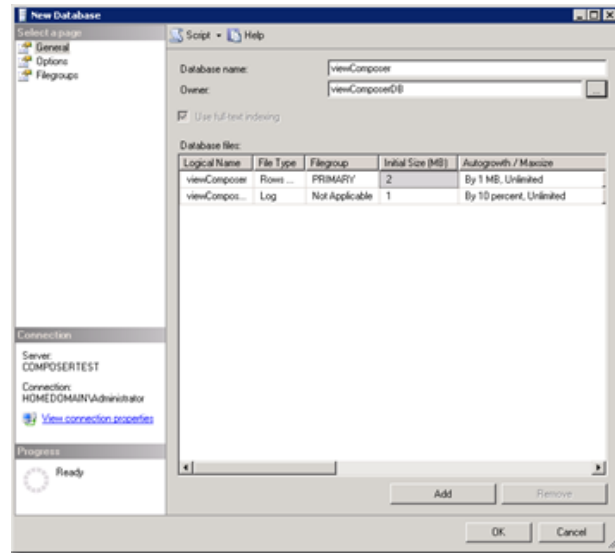 New Database
Select a page
General
Options
Filegroups
Script Help
Database name: viewComposer
Owner: viewComposerDB ...
Use full-text indexing
Database files:
Logical Name File Type Filegroup Initial Size (MB) Autogrowth / Maxsize
viewComposer Rows ... PRIMARY 2 By 1 MB, Unlimited
viewCompos... Log Not Applicable 1 By 10 percent, Unlimited
Connection
Server:
COMPOSERTEST
Connection:
HOMEDOMAIN\Administrator
View connection properties
Progress
Ready
Add Remove
OK Cancel